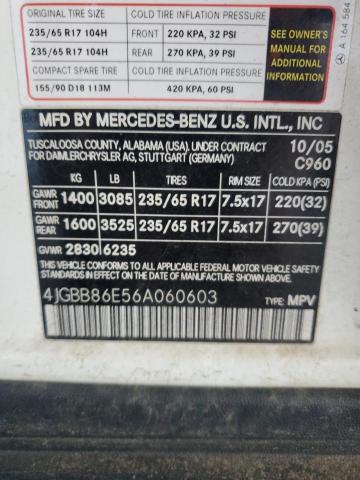 ORIGINAL TIRE SIZE COLD TIRE INFLATION PRESSURE
235/65 R17 104H FRONT 220 KPA, 32 PSI
235/65 R17 104H REAR 270 KPA, 39 PSI
COMPACT SPARE TIRE COLD TIRE INFLATION PRESSURE
155/90 D18 113M 420 KPA, 60 PSI
SEE OWNER'S
MANUAL FOR
ADDITIONAL
INFORMATION
A 164 584
MFD BY MERCEDES-BENZ U.S. INTL., INC
TUSCALOOSA COUNTY, ALABAMA (USA). UNDER CONTRACT 10/05
FOR DAIMLERCHRYSLER AG, STUTTGART (GERMANY) C960
KG LB TIRES RIMS COLD KPA (PSI)
GAWR FRONT 1400 3085 235/65 R17 7.5x17 220(32)
GAWR REAR 1600 3525 235/65 R17 7.5x17 270(39)
GVWR 2830 6235
THIS VEHICLE CONFORMS TO ALL APPLICABLE FEDERAL MOTOR VEHICLE SAFETY
STANDARDS IN EFFECT ON THE DATE OF MANUFACTURE SHOWN ABOVE.
4JGBB86E56A060603 TYPE: MPV